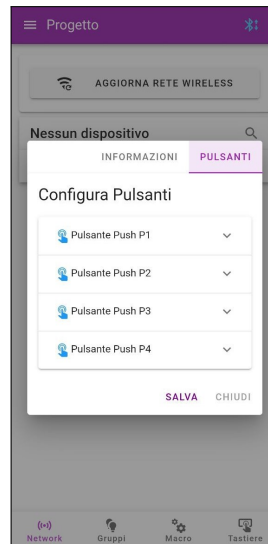 Progetto
AGGIORNA RETE WIRELESS
Nessun dispositivo
INFORMAZIONI PULSANTI
Configura Pulsanti
Pulsante Push P1
Pulsante Push P2
Pulsante Push P3
Pulsante Push P4
SALVA CHIUDI
Network Gruppi Macro Tastiere